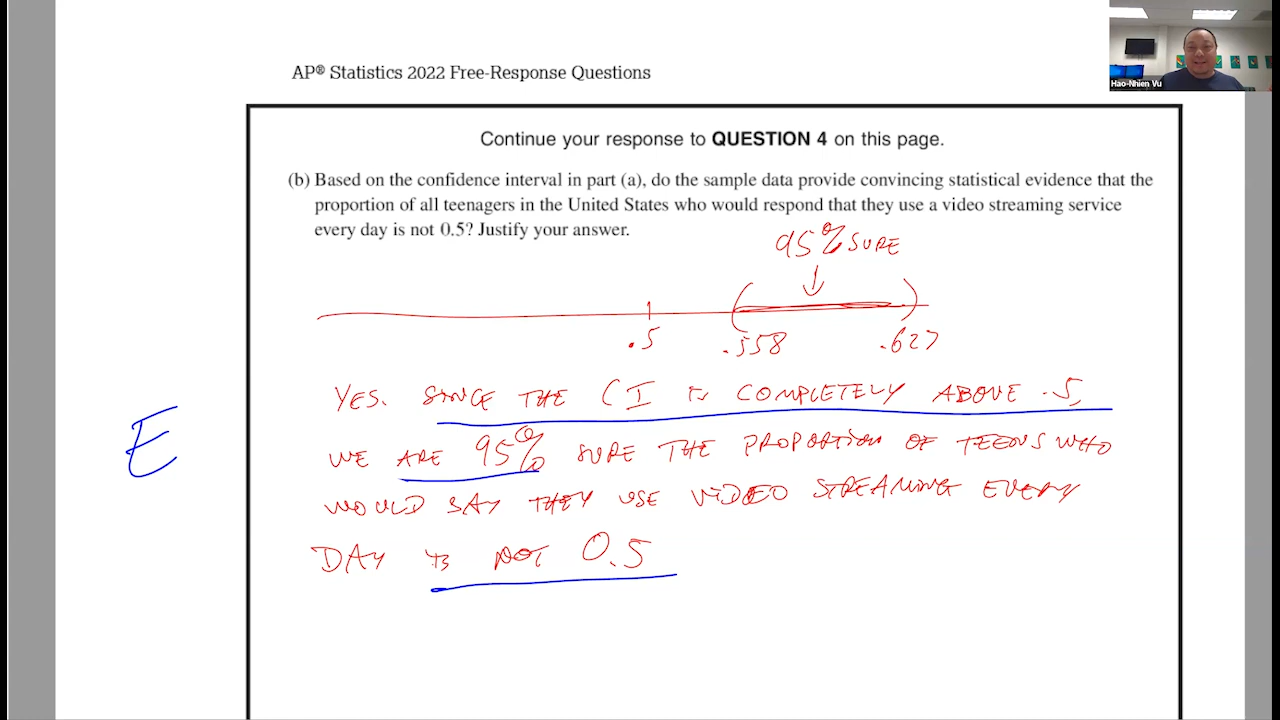 Hao-Nhien Vu
AP® Statistics 2022 Free-Response Questions
Continue your response to QUESTION 4 on this page.
(b) Based on the confidence interval in part (a), do the sample data provide convincing statistical evidence that the
proportion of all teenagers in the United States who would respond that they use a video streaming service
every day is not 0.5? Justify your answer.
95% SURE
.5 .558 .627
YES. SINCE THE CI IS COMPLETELY ABOVE .5,
E
WE ARE 95% SURE THE PROPORTION OF TEENS WHO
WOULD SAY THEY USE VIDEO STREAMING EVERY
DAY IS NOT 0.5